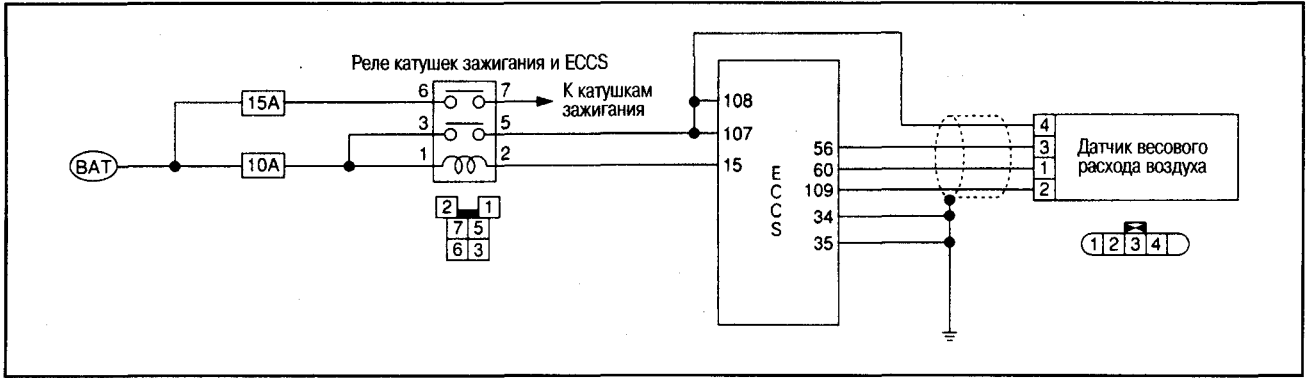 Реле катушек зажигания и ECCS
6 7
15A
К катушкам
зажигания
3 5
BAT
10A
1 2
2 1
7 5
6 3
108
107
15
56
60
109
34
35
ECCS
4
3
1
2
Датчик весового
расхода воздуха
1 2 3 4